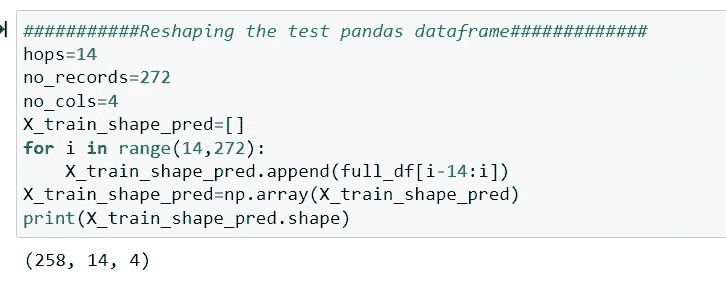 ###########Reshaping the test pandas dataframe#############
hops=14
no_records=272
no_cols=4
X_train_shape_pred=[]
for i in range(14,272):
    X_train_shape_pred.append(full_df[i-14:i])
X_train_shape_pred=np.array(X_train_shape_pred)
print(X_train_shape_pred.shape)
(258, 14, 4)